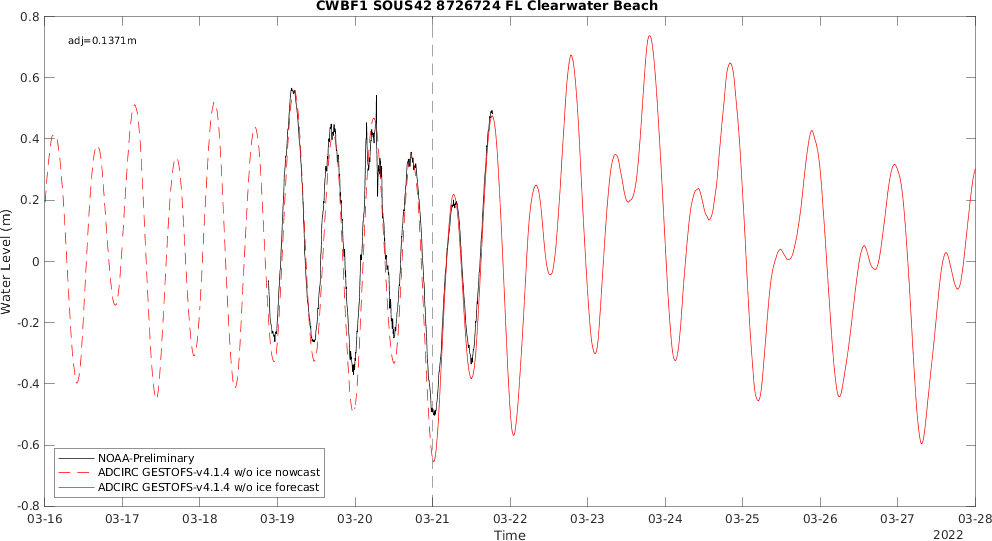 CWBF1 SOUS42 8726724 FL Clearwater Beach
adj=0.1371m
0.8
0.6
0.4
0.2
0
-0.2
-0.4
-0.6
-0.8
Water Level (m)
NOAA-Preliminary
ADCIRC GESTOFS-v4.1.4 w/o ice nowcast
ADCIRC GESTOFS-v4.1.4 w/o ice forecast
03-16 03-17 03-18 03-19 03-20 03-21 03-22 03-23 03-24 03-25 03-26 03-27 03-28
Time
2022